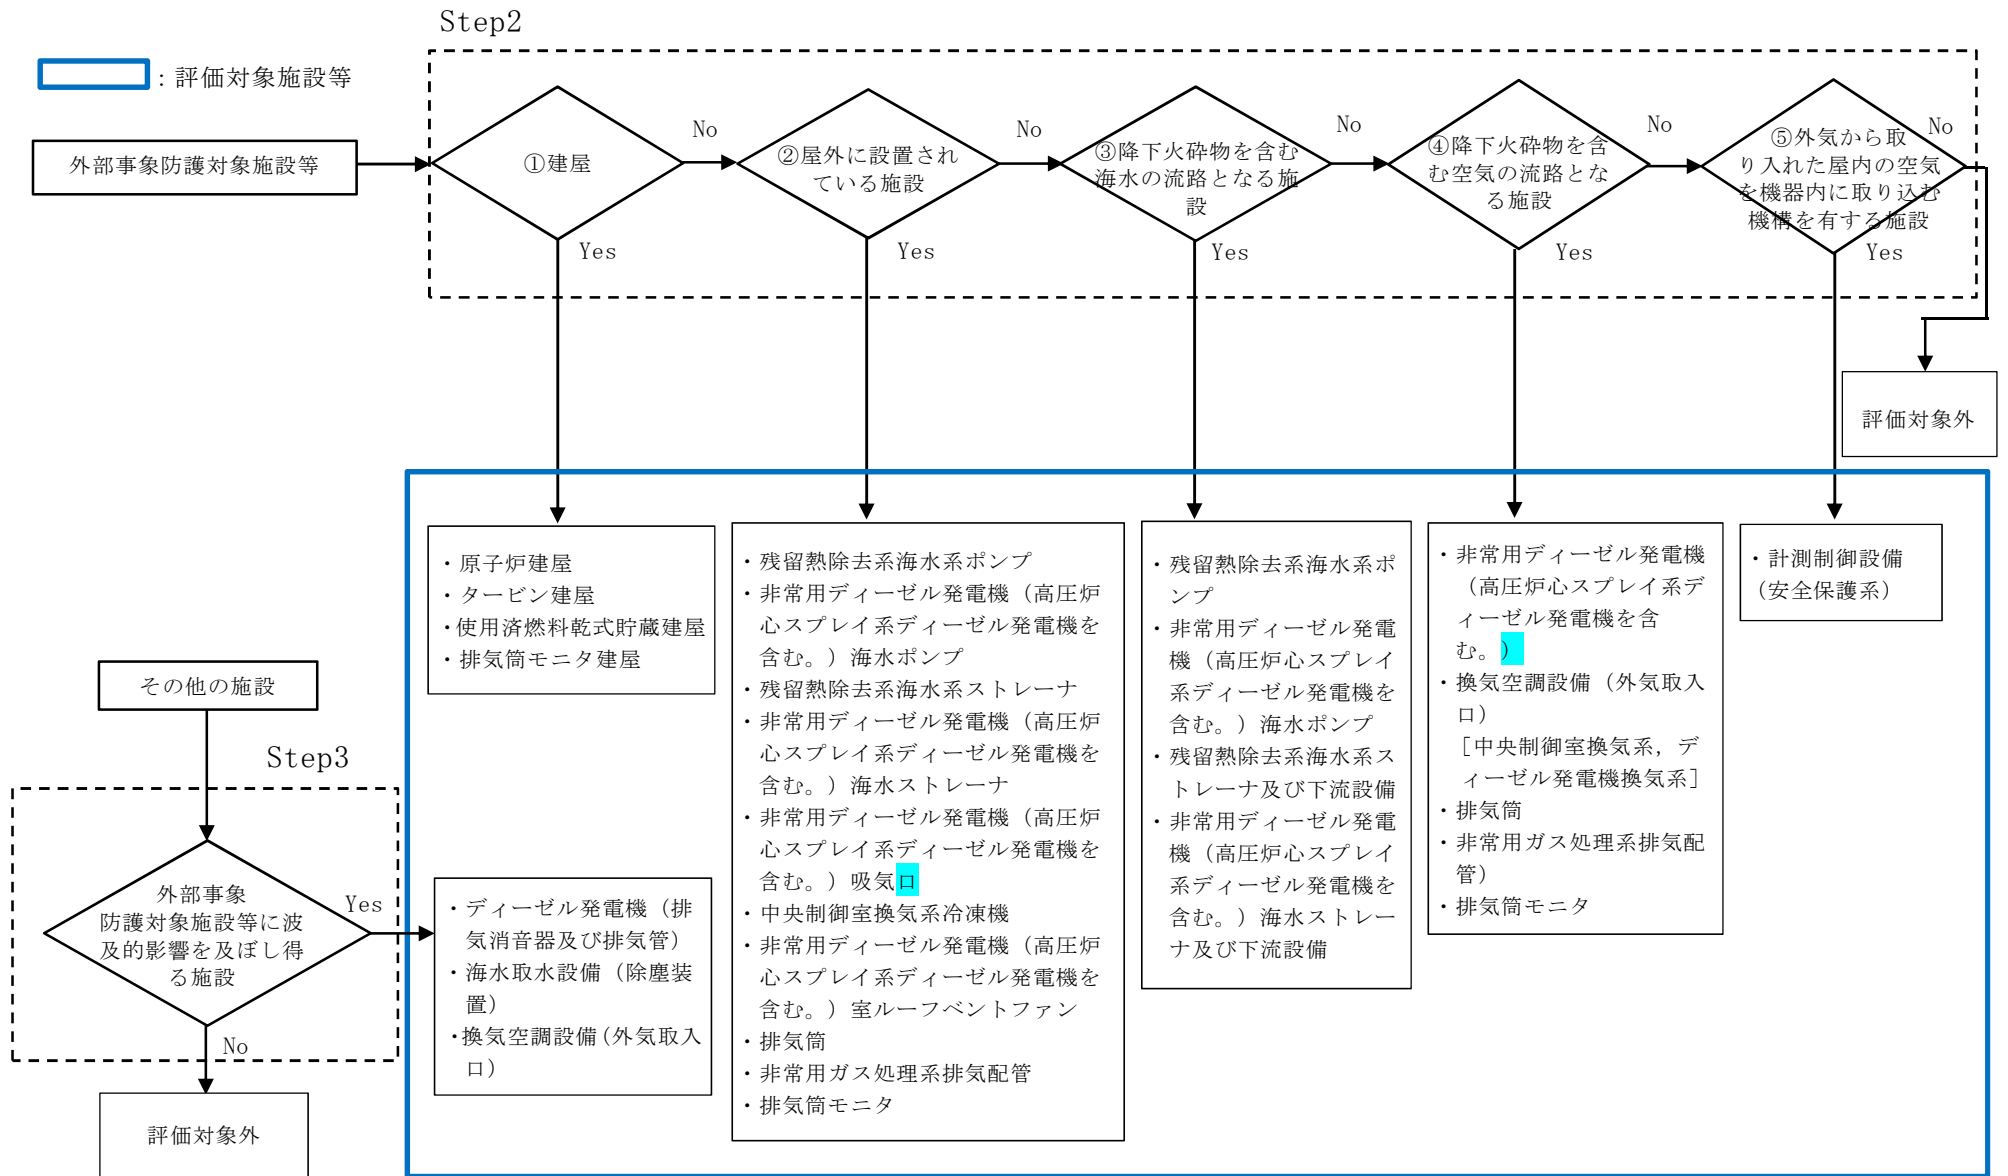 Step2
：評価対象施設等
外部事象防護対象施設等
①建屋
No
Yes
②屋外に設置され
ている施設
No
Yes
③降下火砕物を含む
海水の流路となる施
設
No
Yes
④降下火砕物を含
む空気の流路とな
る施設
No
Yes
⑤外気から取
り入れた屋内の空気
を機器内に取り込む
機構を有する施設
No
Yes
評価対象外
・原子炉建屋
・タービン建屋
・使用済燃料乾式貯蔵建屋
・排気筒モニタ建屋
・残留熱除去系海水系ポンプ
・非常用ディーゼル発電機（高圧炉
心スプレイ系ディーゼル発電機を
含む。）海水ポンプ
・残留熱除去系海水系ストレーナ
・非常用ディーゼル発電機（高圧炉
心スプレイ系ディーゼル発電機を
含む。）海水ストレーナ
・非常用ディーゼル発電機（高圧炉
心スプレイ系ディーゼル発電機を
含む。）吸気口
・中央制御室換気系冷凍機
・非常用ディーゼル発電機（高圧炉
心スプレイ系ディーゼル発電機を
含む。）室ルーフベントファン
・排気筒
・非常用ガス処理系排気配管
・排気筒モニタ
・残留熱除去系海水系ポ
ンプ
・非常用ディーゼル発電
機（高圧炉心スプレイ
系ディーゼル発電機を
含む。）海水ポンプ
・残留熱除去系海水系ス
トレーナ及び下流設備
・非常用ディーゼル発電
機（高圧炉心スプレイ
系ディーゼル発電機を
含む。）海水ストレー
ナ及び下流設備
・非常用ディーゼル発電機
（高圧炉心スプレイ系デ
ィーゼル発電機を含
む。）
・換気空調設備（外気取入
口）
［中央制御室換気系，デ
ィーゼル発電機換気系］
・排気筒
・非常用ガス処理系排気配
管）
・排気筒モニタ
・計測制御設備
（安全保護系）
その他の施設
Step3
外部事象
防護対象施設等に波
及的影響を及ぼし得
る施設
Yes
No
評価対象外
・ディーゼル発電機（排
気消音器及び排気管）
・海水取水設備（除塵装
置）
・換気空調設備（外気取入
口）